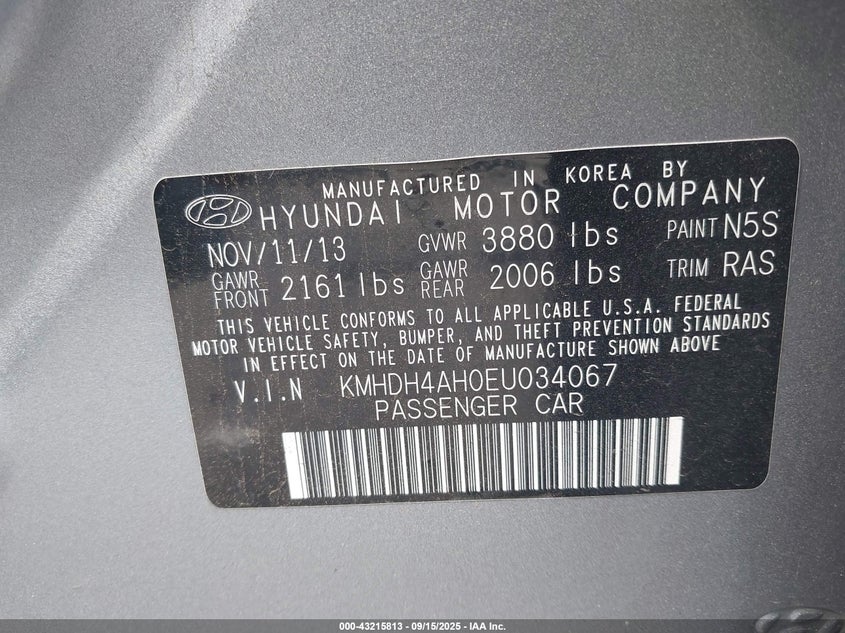 MANUFACTURED IN KOREA BY
HYUNDAI MOTOR COMPANY
NOV/11/13 GVWR 3880 lbs PAINT N5S
GAWR FRONT 2161 lbs GAWR REAR 2006 lbs TRIM RAS
THIS VEHICLE CONFORMS TO ALL APPLICABLE U.S.A. FEDERAL
MOTOR VEHICLE SAFETY, BUMPER, AND THEFT PREVENTION STANDARDS
IN EFFECT ON THE DATE OF MANUFACTURE SHOWN ABOVE
V.I.N KMHDH4AH0EU034067
PASSENGER CAR
000-43215813 - 09/15/2025 - IAA Inc.